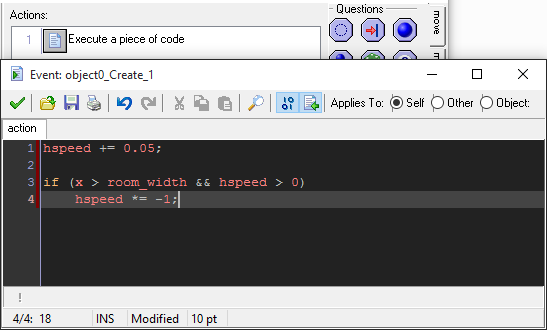 Actions:
Questions
move
1 Execute a piece of code
Event: object0_Create_1
Applies To: Self Other Object:
action
1 hspeed += 0.05;
2
3 if (x > room_width && hspeed > 0)
4 hspeed *= -1;
!
4/4: 18 INS Modified 10 pt